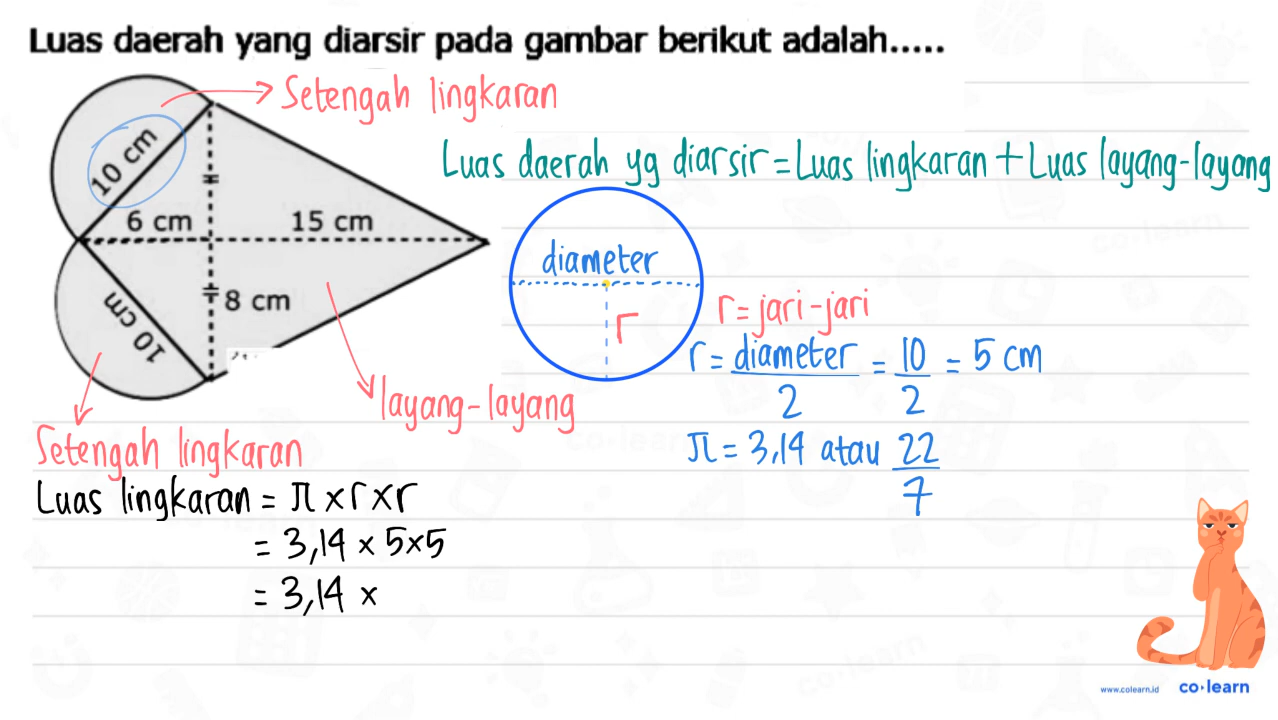 Luas daerah yang diarsir pada gambar berikut adalah.....
Setengah lingkaran
10 cm
Luas daerah yg diarsir = Luas lingkaran + Luas layang-layang
6 cm
15 cm
diameter
8 cm
r
r = jari-jari
10 cm
r = diameter/2 = 10/2 = 5 cm
layang-layang
Setengah lingkaran
π = 3,14 atau 22/7
Luas lingkaran = π × r × r
= 3,14 × 5 × 5
= 3,14 ×
www.colearn.id
co·learn